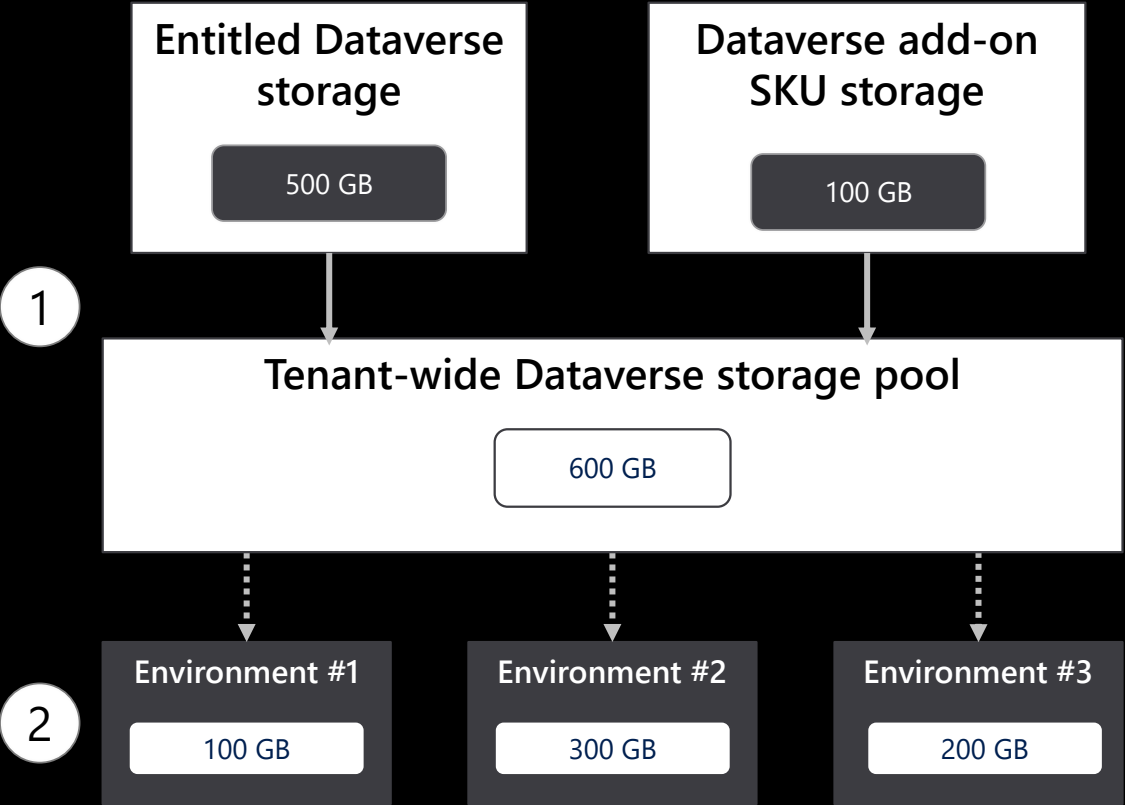 Entitled Dataverse
storage
500 GB
Dataverse add-on
SKU storage
100 GB
1
Tenant-wide Dataverse storage pool
600 GB
2
Environment #1
100 GB
Environment #2
300 GB
Environment #3
200 GB